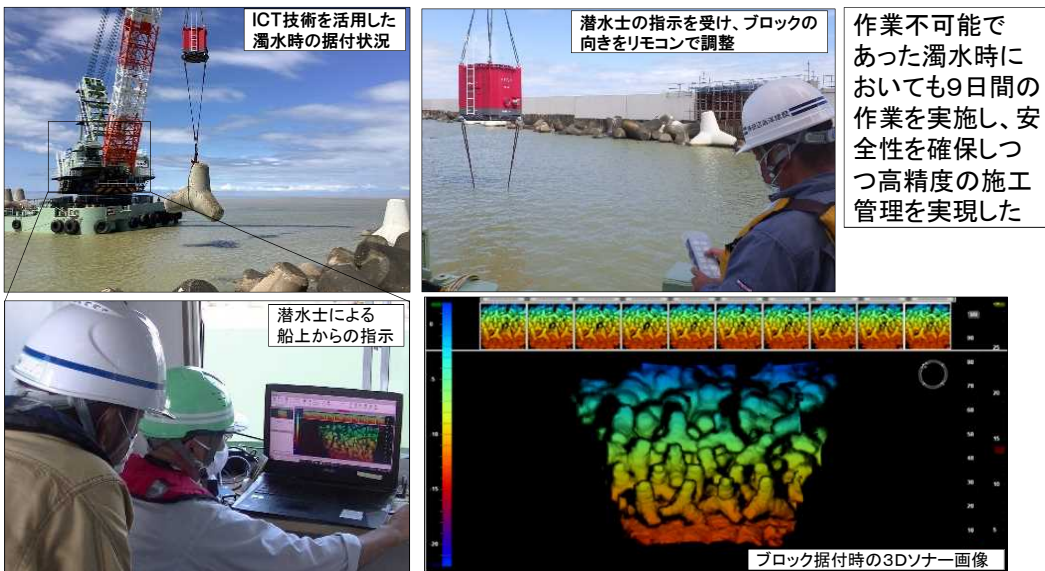 ICT技術を活用した
濁水時の据付状況
潜水士の指示を受け、ブロックの
向きをリモコンで調整
作業不可能で
あった濁水時に
おいても9日間の
作業を実施し、安
全性を確保しつ
つ高精度の施工
管理を実現した
潜水士による
船上からの指示
ブロック据付時の3Dソナー画像